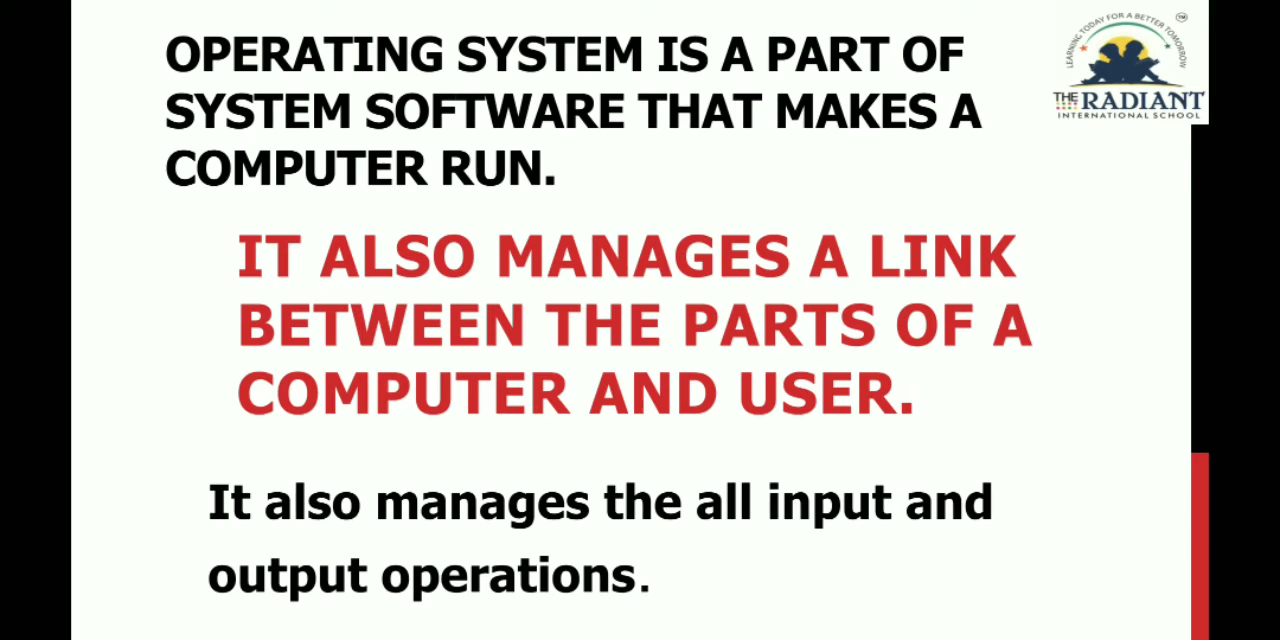 OPERATING SYSTEM IS A PART OF
SYSTEM SOFTWARE THAT MAKES A
COMPUTER RUN.
LEARNING TODAY FOR A BETTER TOMORROW
TM
THE RADIANT
INTERNATIONAL SCHOOL
IT ALSO MANAGES A LINK
BETWEEN THE PARTS OF A
COMPUTER AND USER.
It also manages the all input and
output operations.